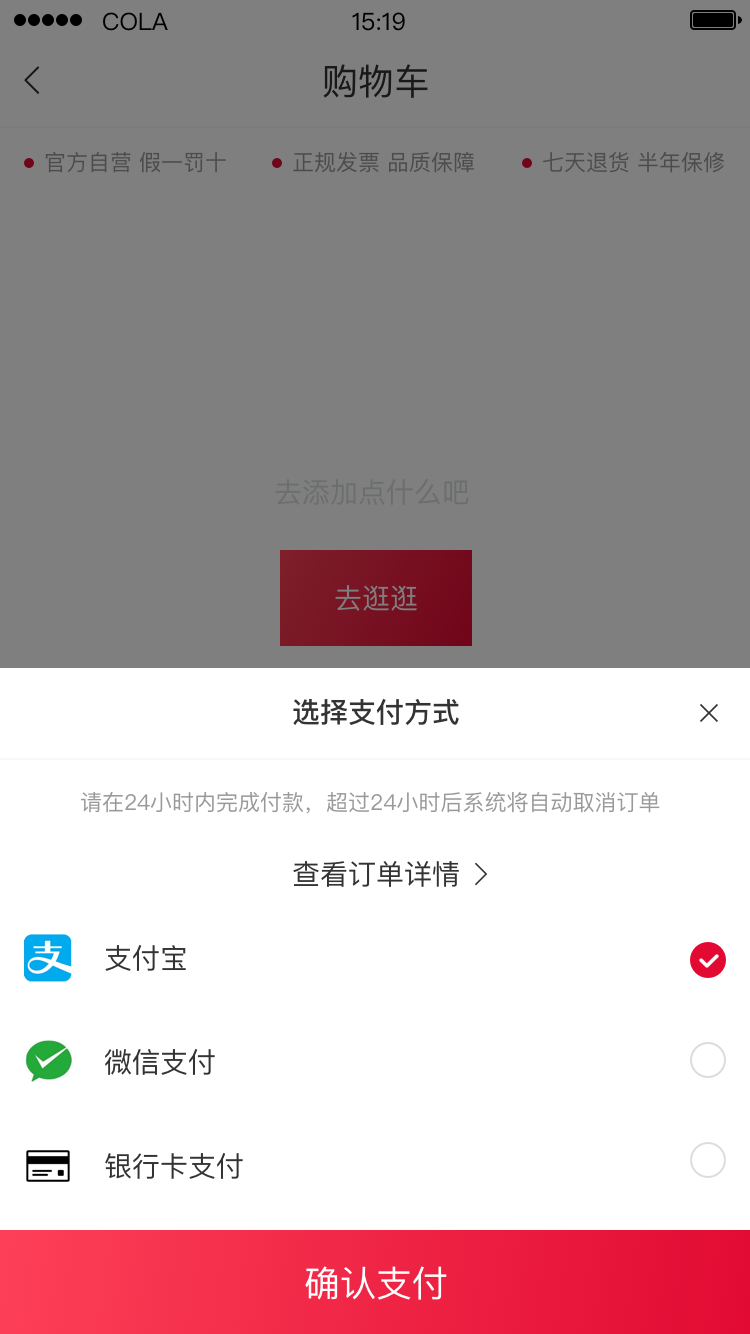 COLA 15:19
购物车
官方自营 假一罚十 正规发票 品质保障 七天退货 半年保修
去添加点什么吧
去逛逛
选择支付方式
请在24小时内完成付款，超过24小时后系统将自动取消订单
查看订单详情
支 支付宝
微信支付
银行卡支付
确认支付